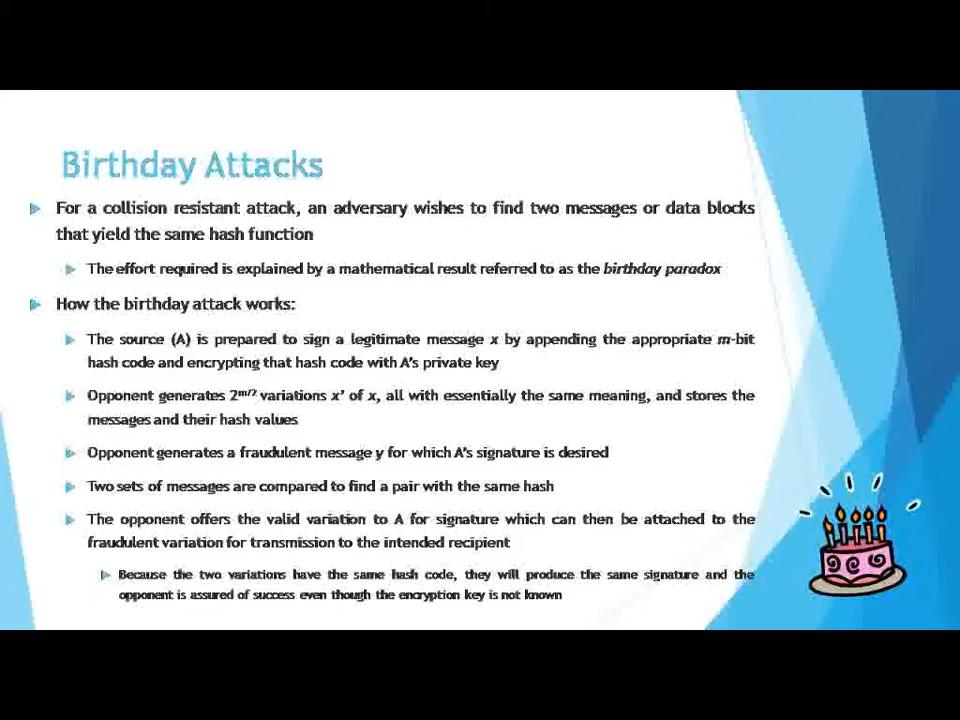 Birthday Attacks
For a collision resistant attack, an adversary wishes to find two messages or data blocks
that yield the same hash function
The effort required is explained by a mathematical result referred to as the birthday paradox
How the birthday attack works:
The source (A) is prepared to sign a legitimate message x by appending the appropriate m-bit
hash code and encrypting that hash code with A's private key
Opponent generates 2^m/2 variations x' of x, all with essentially the same meaning, and stores the
messages and their hash values
Opponent generates a fraudulent message y for which A's signature is desired
Two sets of messages are compared to find a pair with the same hash
The opponent offers the valid variation to A for signature which can then be attached to the
fraudulent variation for transmission to the intended recipient
Because the two variations have the same hash code, they will produce the same signature and the
opponent is assured of success even though the encryption key is not known